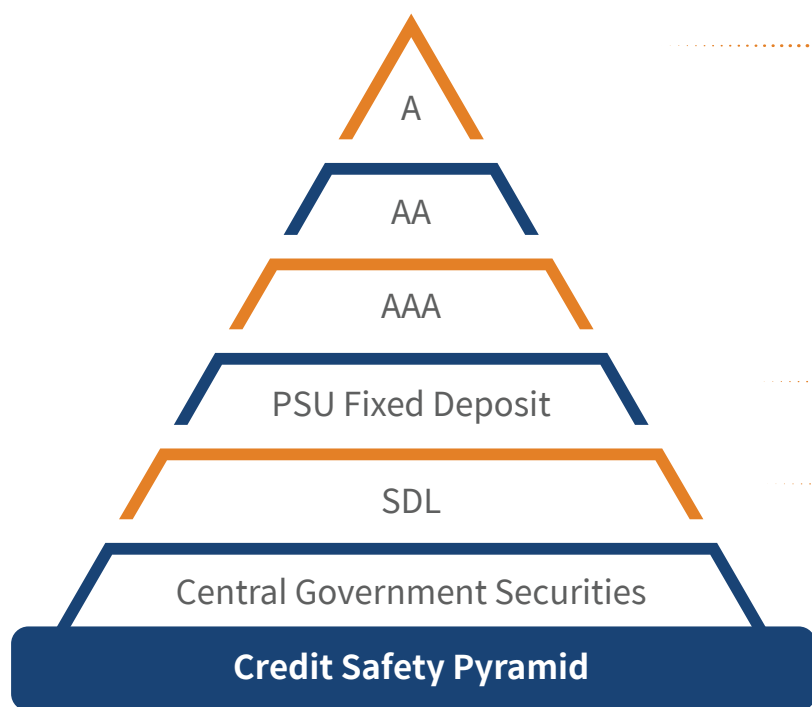 A
AA
AAA
PSU Fixed Deposit
SDL
Central Government Securities
Credit Safety Pyramid